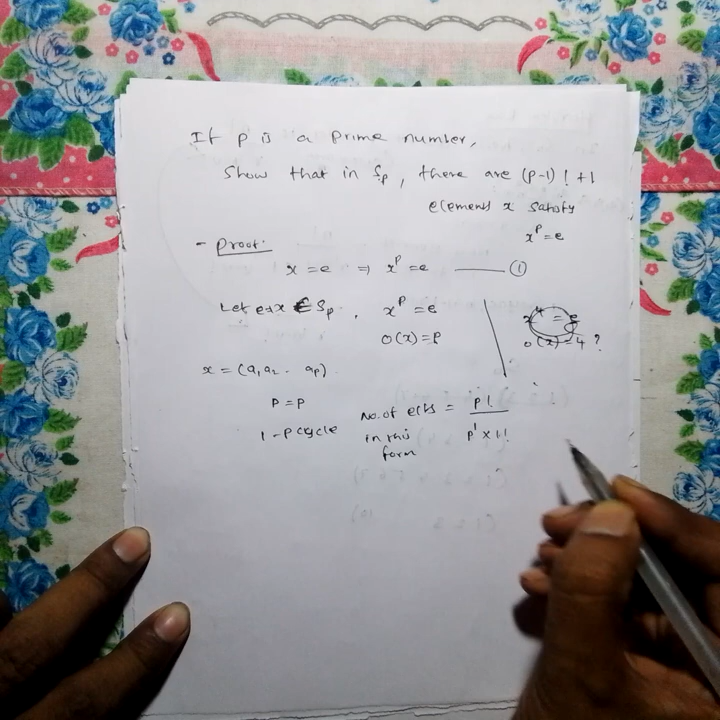 If p is a prime number,
Show that in Sp, there are (p-1)! +1
elements x satisfy
x^p = e
- Proof:
x = e ⇒ x^p = e —— ①
Let e≠x ∈ Sp. x^p = e
o(x) = p
x^4 = e
o(x) = 4 ?
x = (a1 a2 .. ap)
p = p
1 - p cycle
No. of elts = p! / p^1 × 1!
in this
form